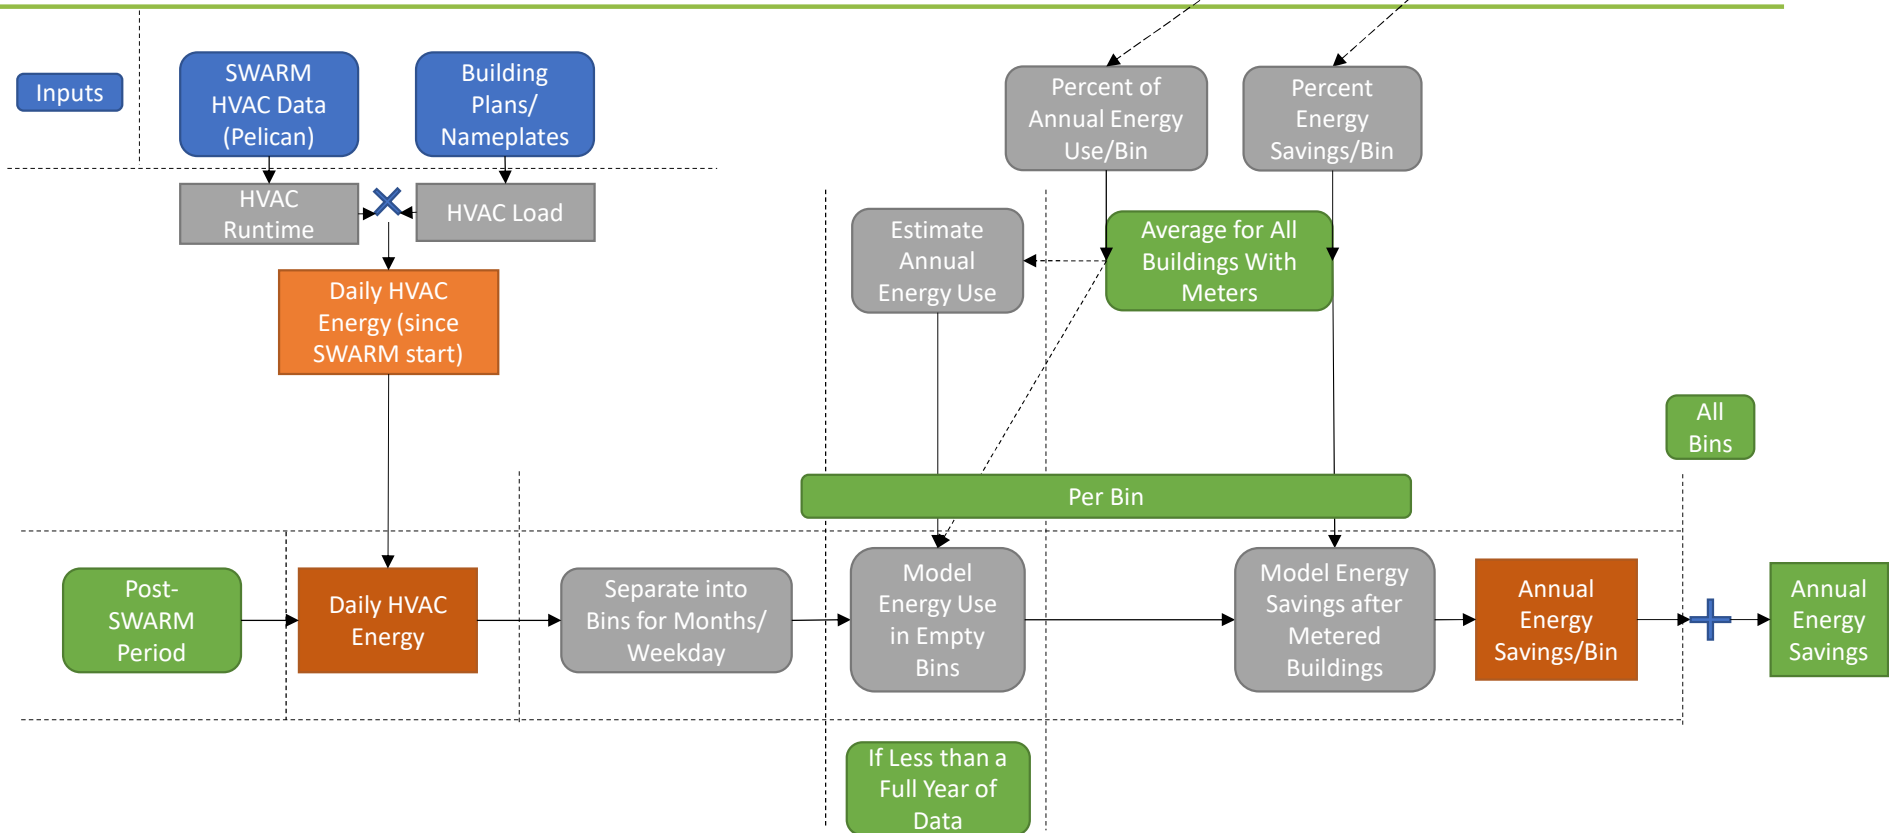 Inputs
SWARM
HVAC Data
(Pelican)
Building
Plans/
Nameplates
Percent of
Annual Energy
Use/Bin
Percent
Energy
Savings/Bin
HVAC
Runtime
HVAC Load
Estimate
Annual
Energy Use
Average for All
Buildings With
Meters
Daily HVAC
Energy (since
SWARM start)
All
Bins
Per Bin
Post-
SWARM
Period
Daily HVAC
Energy
Separate into
Bins for Months/
Weekday
Model
Energy Use
in Empty
Bins
Model Energy
Savings after
Metered
Buildings
Annual
Energy
Savings/Bin
Annual
Energy
Savings
If Less than a
Full Year of
Data